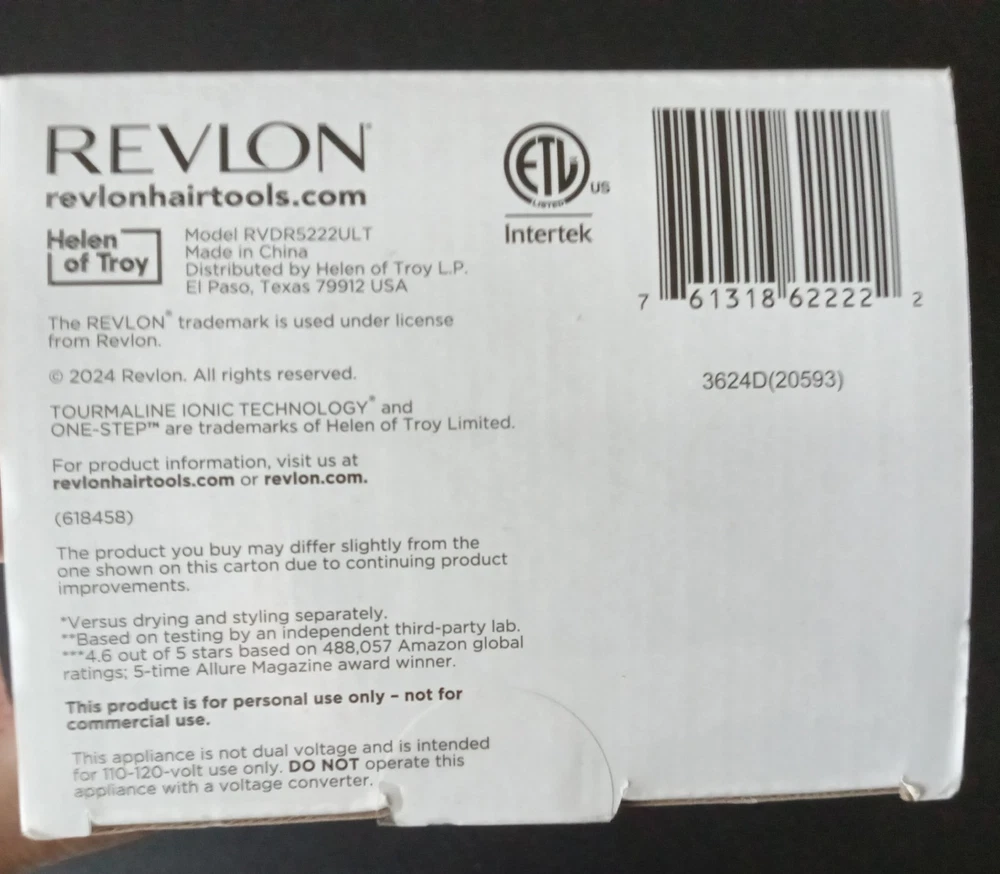 REVLON®
revlonhairtools.com
Helen
of Troy
Model RVDR5222ULT
Made in China
Distributed by Helen of Troy L.P.
El Paso, Texas 79912 USA
The REVLON® trademark is used under license
from Revlon.
© 2024 Revlon. All rights reserved.
TOURMALINE IONIC TECHNOLOGY® and
ONE-STEP™ are trademarks of Helen of Troy Limited.
For product information, visit us at
revlonhairtools.com or revlon.com.
(618458)
The product you buy may differ slightly from the
one shown on this carton due to continuing product
improvements.
*Versus drying and styling separately.
**Based on testing by an independent third-party lab.
***4.6 out of 5 stars based on 488,057 Amazon global
ratings; 5-time Allure Magazine award winner.
This product is for personal use only – not for
commercial use.
This appliance is not dual voltage and is intended
for 110-120-volt use only. DO NOT operate this
appliance with a voltage converter.
ETL
LISTED
US
Intertek
7 61318 62222 2
3624D(20593)